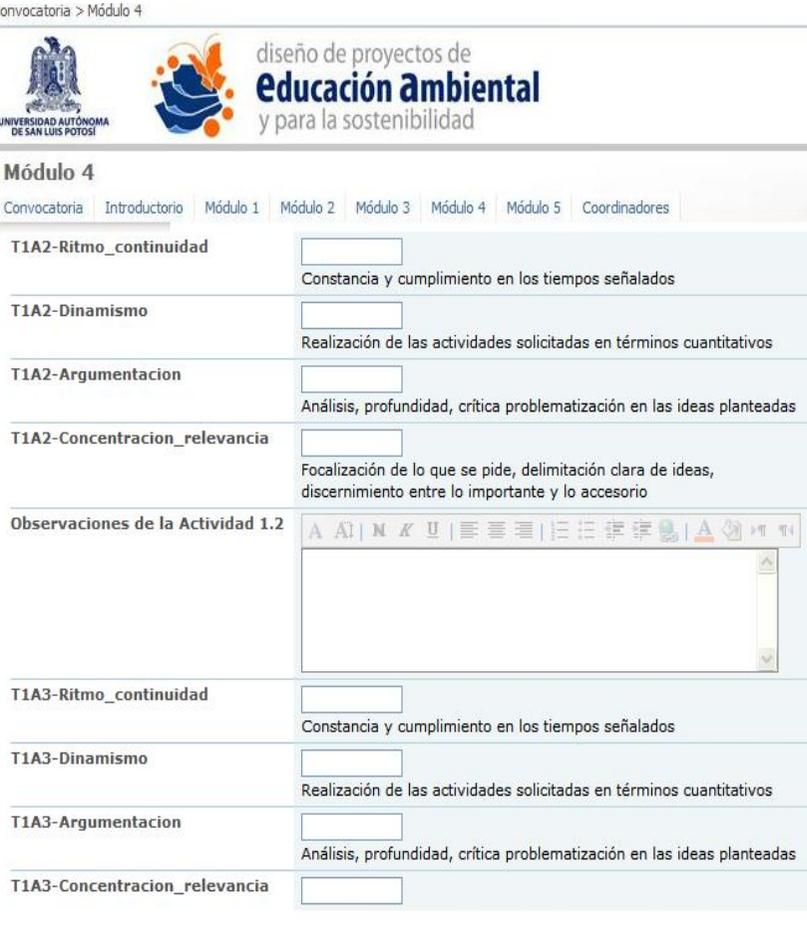 onvocatoria > Módulo 4
UNIVERSIDAD AUTÓNOMA
DE SAN LUIS POTOSÍ
diseño de proyectos de
educación ambiental
y para la sostenibilidad
Módulo 4
Convocatoria Introductorio Módulo 1 Módulo 2 Módulo 3 Módulo 4 Módulo 5 Coordinadores
T1A2-Ritmo_continuidad
Constancia y cumplimiento en los tiempos señalados
T1A2-Dinamismo
Realización de las actividades solicitadas en términos cuantitativos
T1A2-Argumentacion
Análisis, profundidad, crítica problematización en las ideas planteadas
T1A2-Concentracion_relevancia
Focalización de lo que se pide, delimitación clara de ideas,
discernimiento entre lo importante y lo accesorio
Observaciones de la Actividad 1.2
T1A3-Ritmo_continuidad
Constancia y cumplimiento en los tiempos señalados
T1A3-Dinamismo
Realización de las actividades solicitadas en términos cuantitativos
T1A3-Argumentacion
Análisis, profundidad, crítica problematización en las ideas planteadas
T1A3-Concentracion_relevancia